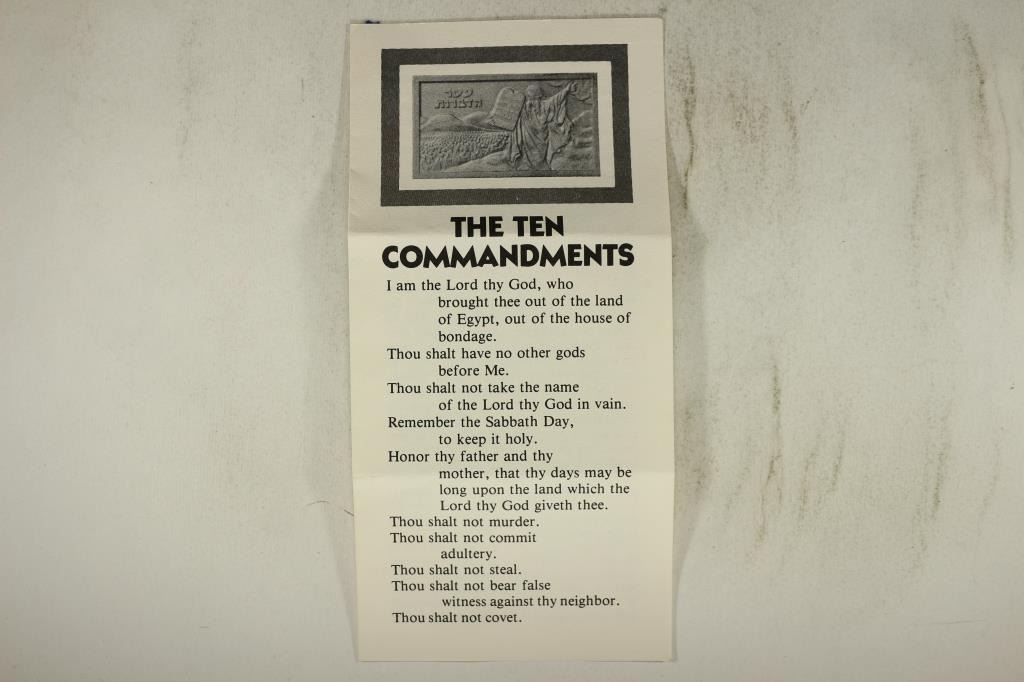 עשר
הדברות
THE TEN
COMMANDMENTS
I am the Lord thy God, who
brought thee out of the land
of Egypt, out of the house of
bondage.
Thou shalt have no other gods
before Me.
Thou shalt not take the name
of the Lord thy God in vain.
Remember the Sabbath Day,
to keep it holy.
Honor thy father and thy
mother, that thy days may be
long upon the land which the
Lord thy God giveth thee.
Thou shalt not murder.
Thou shalt not commit
adultery.
Thou shalt not steal.
Thou shalt not bear false
witness against thy neighbor.
Thou shalt not covet.